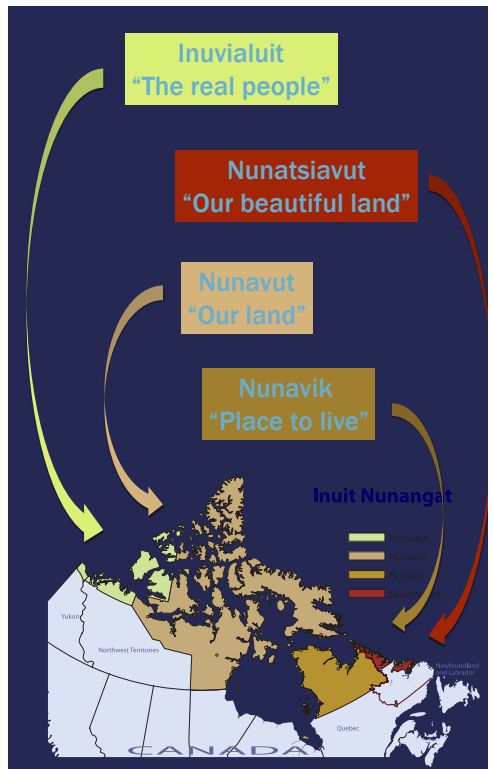 Inuvialuit
“The real people”
Nunatsiavut
“Our beautiful land”
Nunavut
“Our land”
Nunavik
“Place to live”
Inuit Nunangat
Inuvialuit
Nunavut
Nunavik
Yukon
Northwest Territories
Newfoundland
and Labrador
Quebec
CANADA